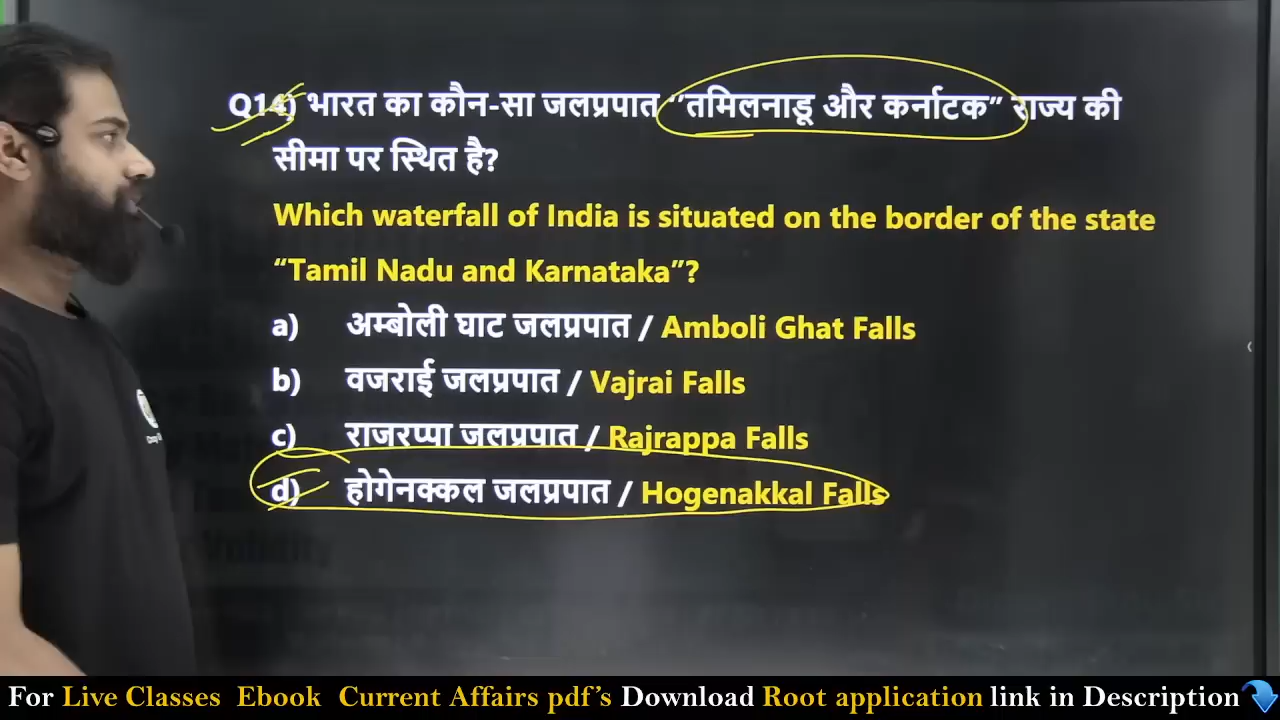 Q14) भारत का कौन-सा जलप्रपात ‘’तमिलनाडू और कर्नाटक” राज्य की
सीमा पर स्थित है?
Which waterfall of India is situated on the border of the state
“Tamil Nadu and Karnataka”?
a) अम्बोली घाट जलप्रपात / Amboli Ghat Falls
b) वजराई जलप्रपात / Vajrai Falls
c) राजरप्पा जलप्रपात / Rajrappa Falls
d) होगेनक्कल जलप्रपात / Hogenakkal Falls
For Live Classes Ebook Current Affairs pdf’s Download Root application link in Description